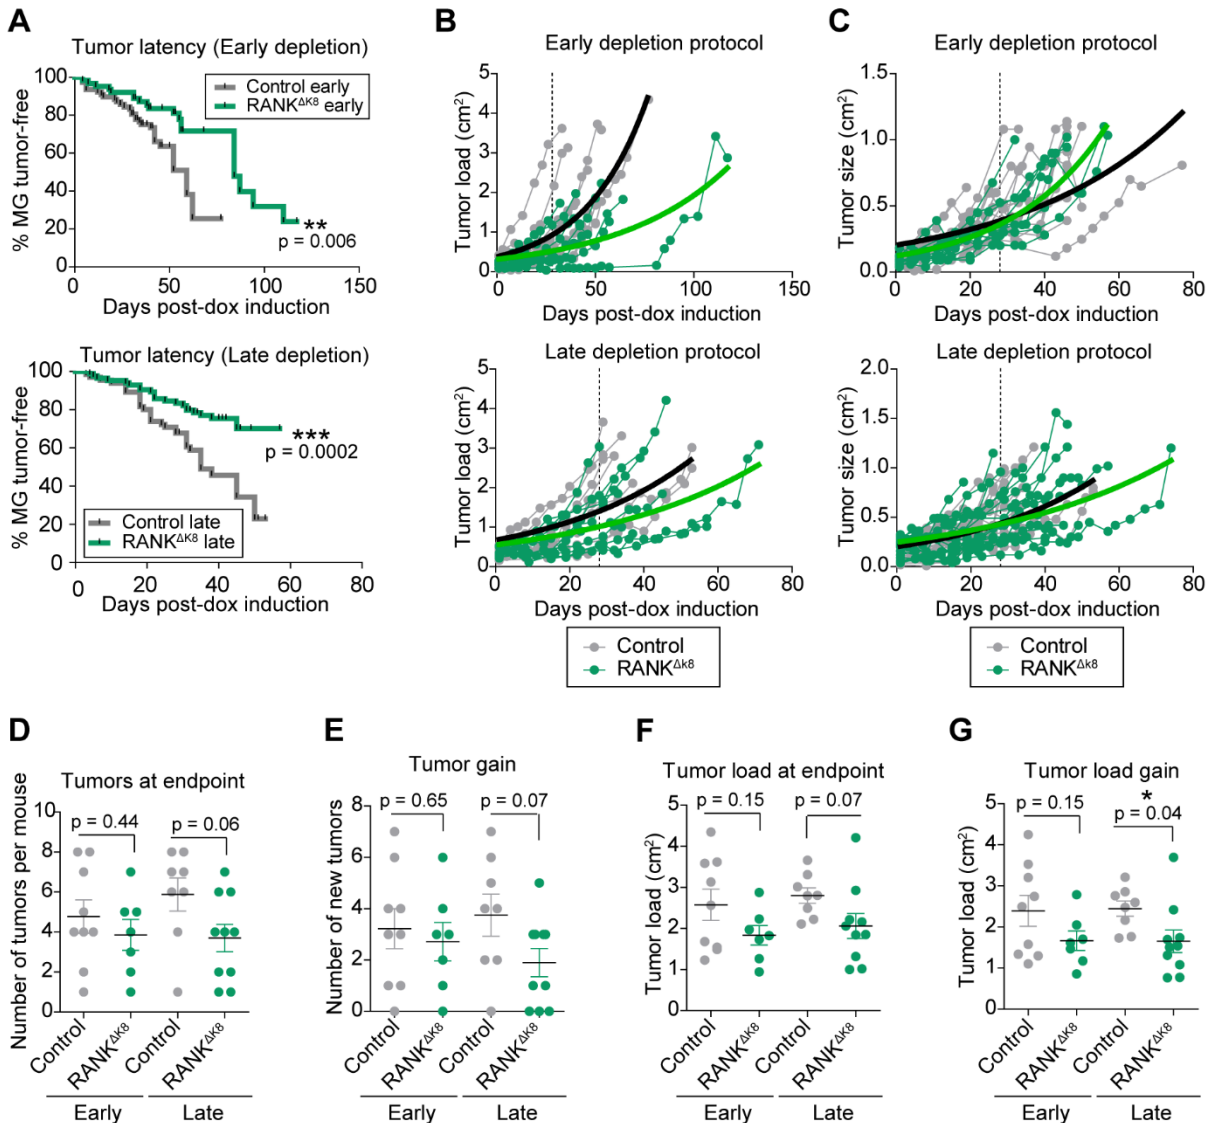 A
Tumor latency (Early depletion)
% MG tumor-free
100
80
60
40
20
0
Control early
RANKΔK8 early
**
p = 0.006
0
50
100
150
Days post-dox induction
Tumor latency (Late depletion)
% MG tumor-free
100
80
60
40
20
0
***
p = 0.0002
Control late
RANKΔK8 late
0
20
40
60
80
Days post-dox induction
B
Early depletion protocol
Tumor load (cm²)
5
4
3
2
1
0
0
50
100
150
Days post-dox induction
Late depletion protocol
Tumor load (cm²)
5
4
3
2
1
0
0
20
40
60
80
Days post-dox induction
Control
RANKΔk8
C
Early depletion protocol
Tumor size (cm²)
1.5
1.0
0.5
0.0
0
20
40
60
80
Days post-dox induction
Late depletion protocol
Tumor size (cm²)
2.0
1.5
1.0
0.5
0.0
0
20
40
60
80
Days post-dox induction
Control
RANKΔk8
D
Tumors at endpoint
Number of tumors per mouse
10
8
6
4
2
0
p = 0.44
p = 0.06
Control
RANKΔK8
Control
RANKΔK8
Early
Late
E
Tumor gain
Number of new tumors
8
6
4
2
0
p = 0.65
p = 0.07
Control
RANKΔK8
Control
RANKΔK8
Early
Late
F
Tumor load at endpoint
Tumor load (cm²)
5
4
3
2
1
0
p = 0.15
p = 0.07
Control
RANKΔK8
Control
RANKΔK8
Early
Late
G
Tumor load gain
Tumor load (cm²)
5
4
3
2
1
0
p = 0.15
*
p = 0.04
Control
RANKΔK8
Control
RANKΔK8
Early
Late